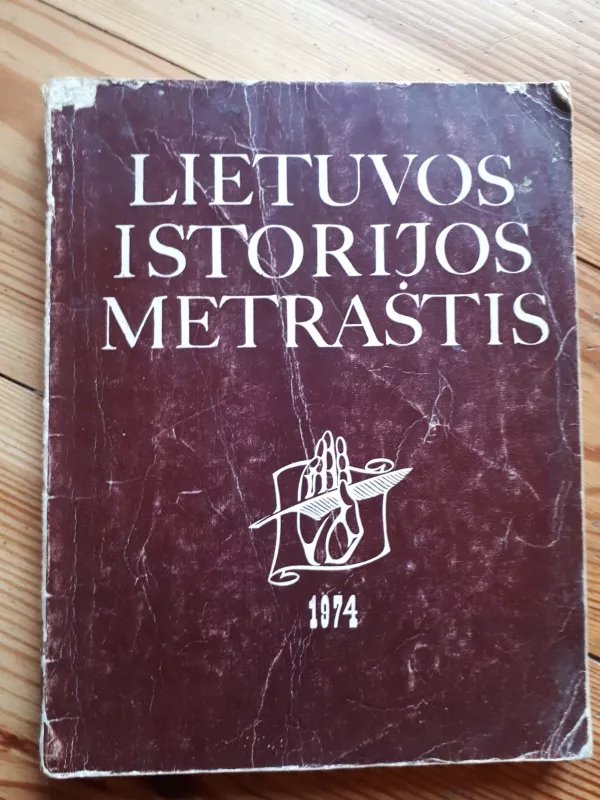 LIETUVOS
ISTORIJOS
METRAŠTIS
1974